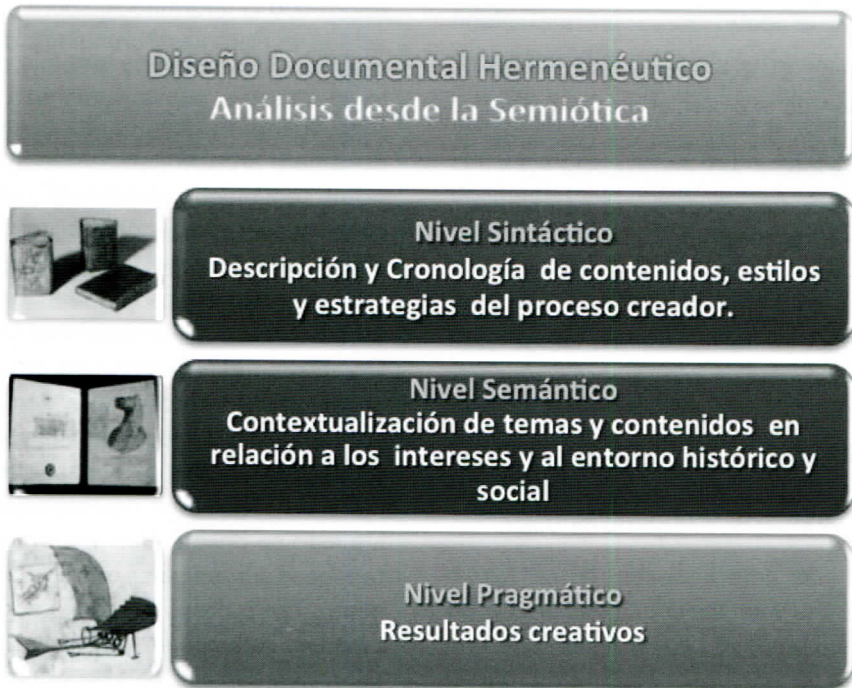 Diseño Documental Hermenéutico
Análisis desde la Semiótica
Nivel Sintáctico
Descripción y Cronología de contenidos, estilos
y estrategias del proceso creador.
Nivel Semántico
Contextualización de temas y contenidos en
relación a los intereses y al entorno histórico y
social
Nivel Pragmático
Resultados creativos